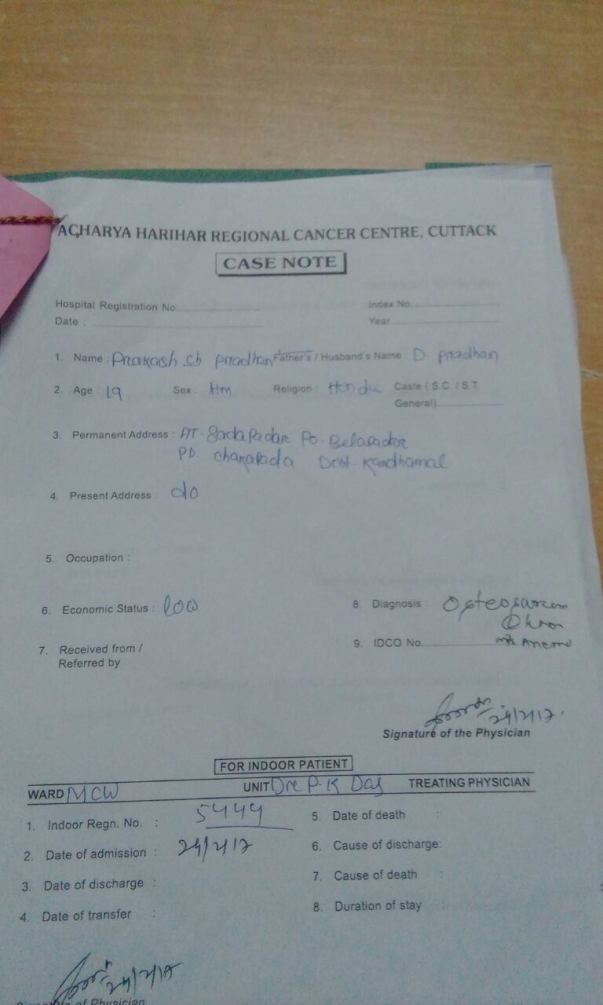 ACHARYA HARIHAR REGIONAL CANCER CENTRE, CUTTACK
CASE NOTE
Hospital Registration No
Index No.
Date :
Year
1. Name : Prakash ch pradhan Father's / Husband's Name : D. pradhan
2. Age : 19 Sex : Hm Religion : Hindu Caste ( S.C. / S.T.
General)
3. Permanent Address : AT- Po-
PS. chakapada Dist- Kandhamal
4. Present Address : do
5. Occupation :
6. Economic Status : low
8. Diagnosis : Osteosarcom
9. IDCO No.
7. Received from /
Referred by
Signature of the Physician
FOR INDOOR PATIENT
WARD MCW UNIT Dr. P.K Das TREATING PHYSICIAN
1. Indoor Regn. No. : 5444
5. Date of death :
2. Date of admission : 24/2/17
6. Cause of discharge:
3. Date of discharge :
7. Cause of death :
4. Date of transfer :
8. Duration of stay :
of Physician